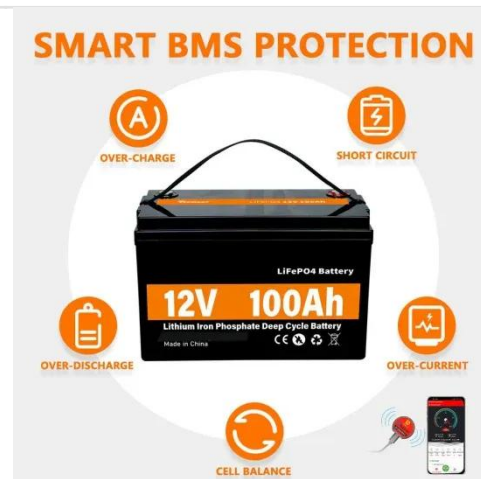 SMART BMS PROTECTION
OVER-CHARGE
SHORT CIRCUIT
LiFePO4 Battery
12V 100Ah
Lithium Iron Phosphate Deep Cycle Battery
Made in China
CE
OVER-DISCHARGE
OVER-CURRENT
CELL BALANCE